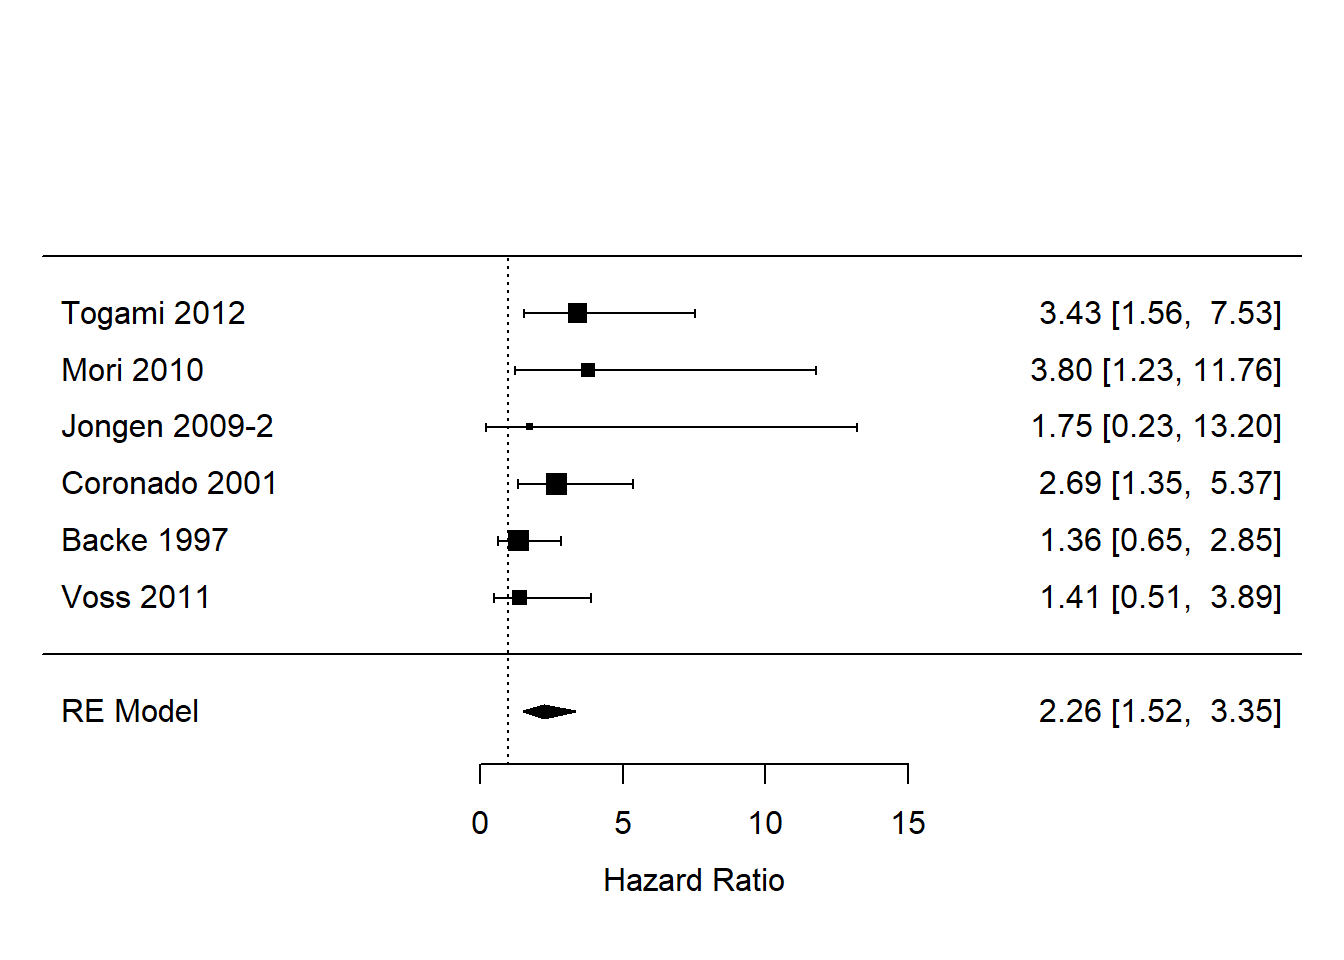 Togami 2012 3.43 [1.56, 7.53]
Mori 2010 3.80 [1.23, 11.76]
Jongen 2009-2 1.75 [0.23, 13.20]
Coronado 2001 2.69 [1.35, 5.37]
Backe 1997 1.36 [0.65, 2.85]
Voss 2011 1.41 [0.51, 3.89]
RE Model 2.26 [1.52, 3.35]
0 5 10 15
Hazard Ratio